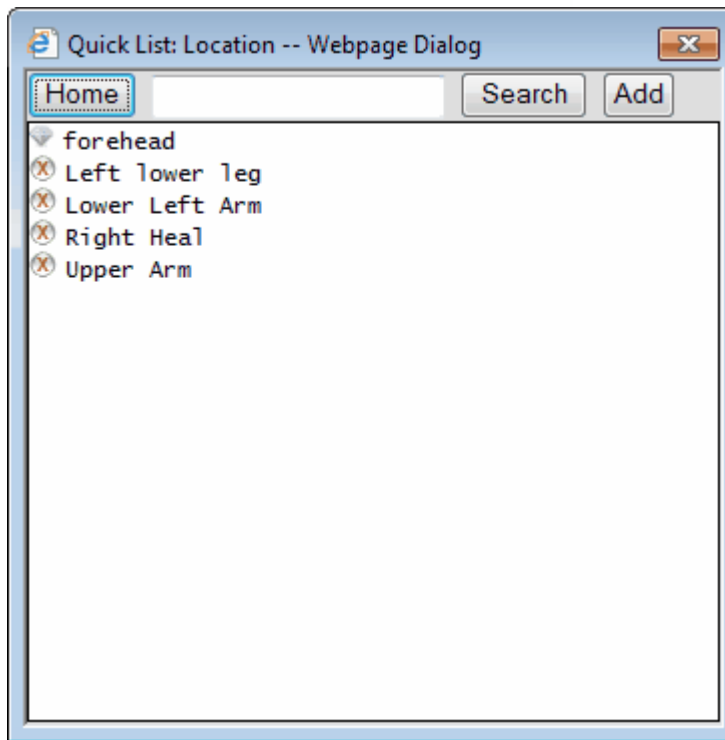 Quick List: Location -- Webpage Dialog
Home Search Add
forehead
Left lower leg
Lower Left Arm
Right Heal
Upper Arm